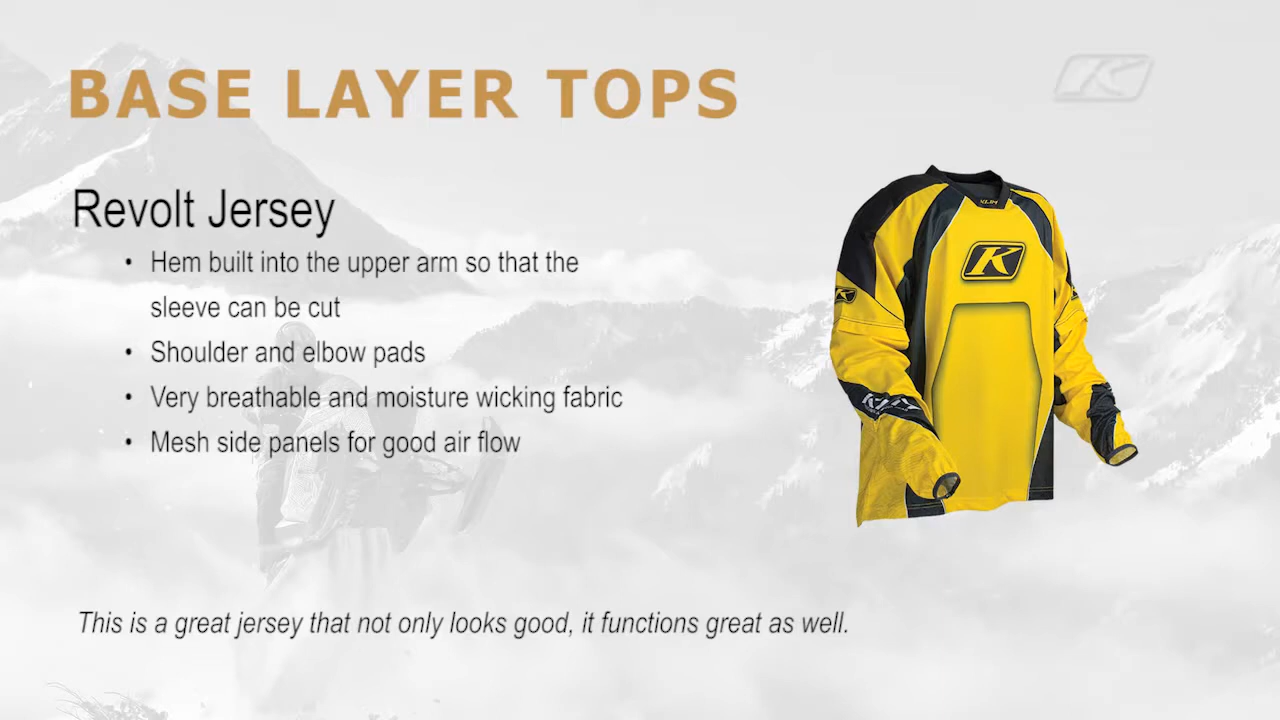 BASE LAYER TOPS
K
Revolt Jersey
• Hem built into the upper arm so that the
sleeve can be cut
• Shoulder and elbow pads
• Very breathable and moisture wicking fabric
• Mesh side panels for good air flow
KLIM
K
K
KLIM
This is a great jersey that not only looks good, it functions great as well.